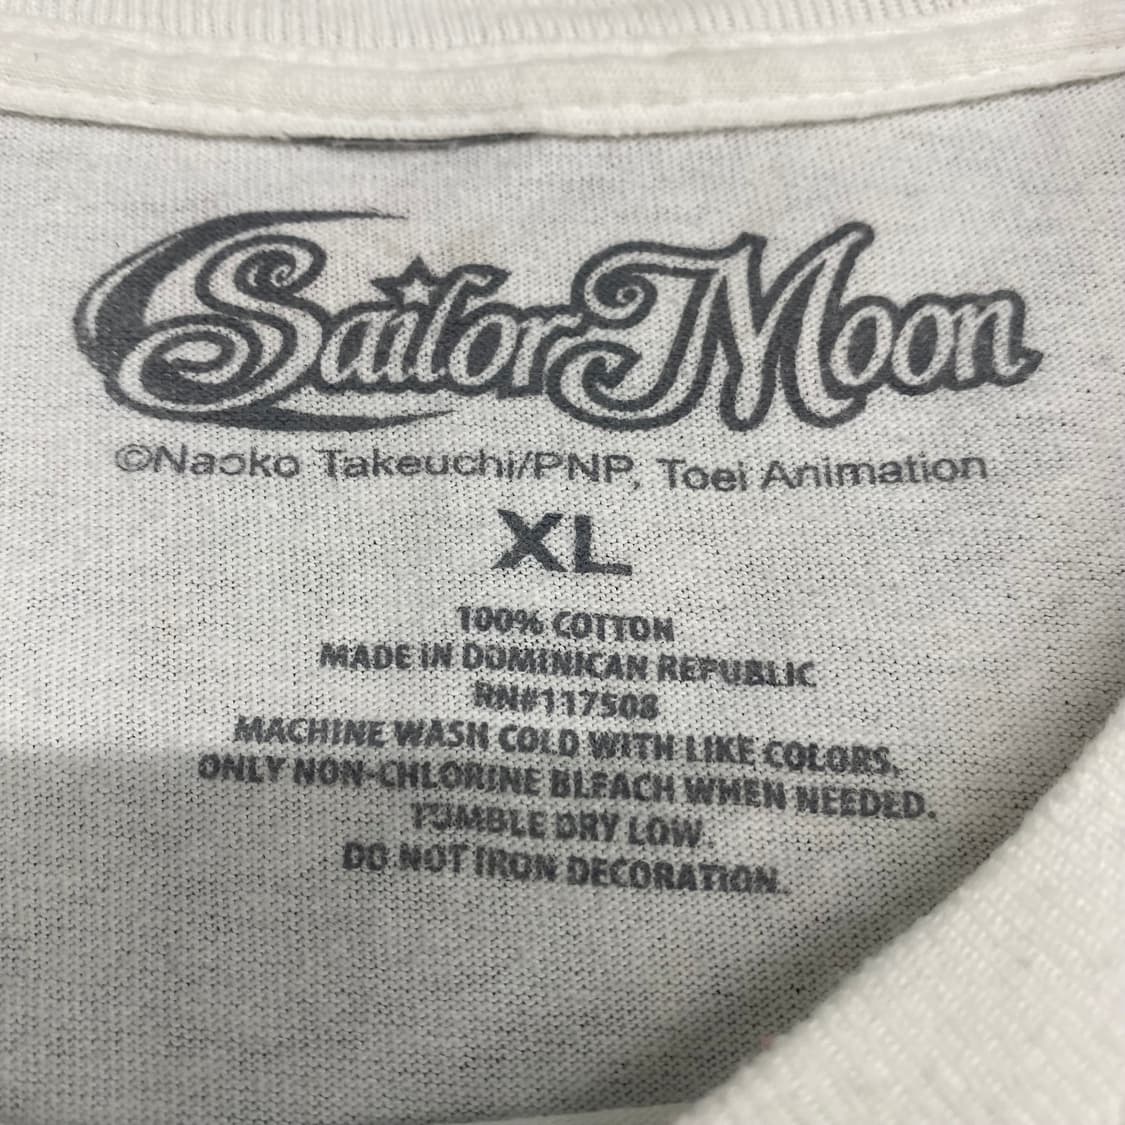 Sailor Moon
©Naoko Takeuchi/PNP, Toei Animation
XL
100% COTTON
MADE IN DOMINICAN REPUBLIC
RN#117508
MACHINE WASH COLD WITH LIKE COLORS.
ONLY NON-CHLORINE BLEACH WHEN NEEDED.
TUMBLE DRY LOW.
DO NOT IRON DECORATION.